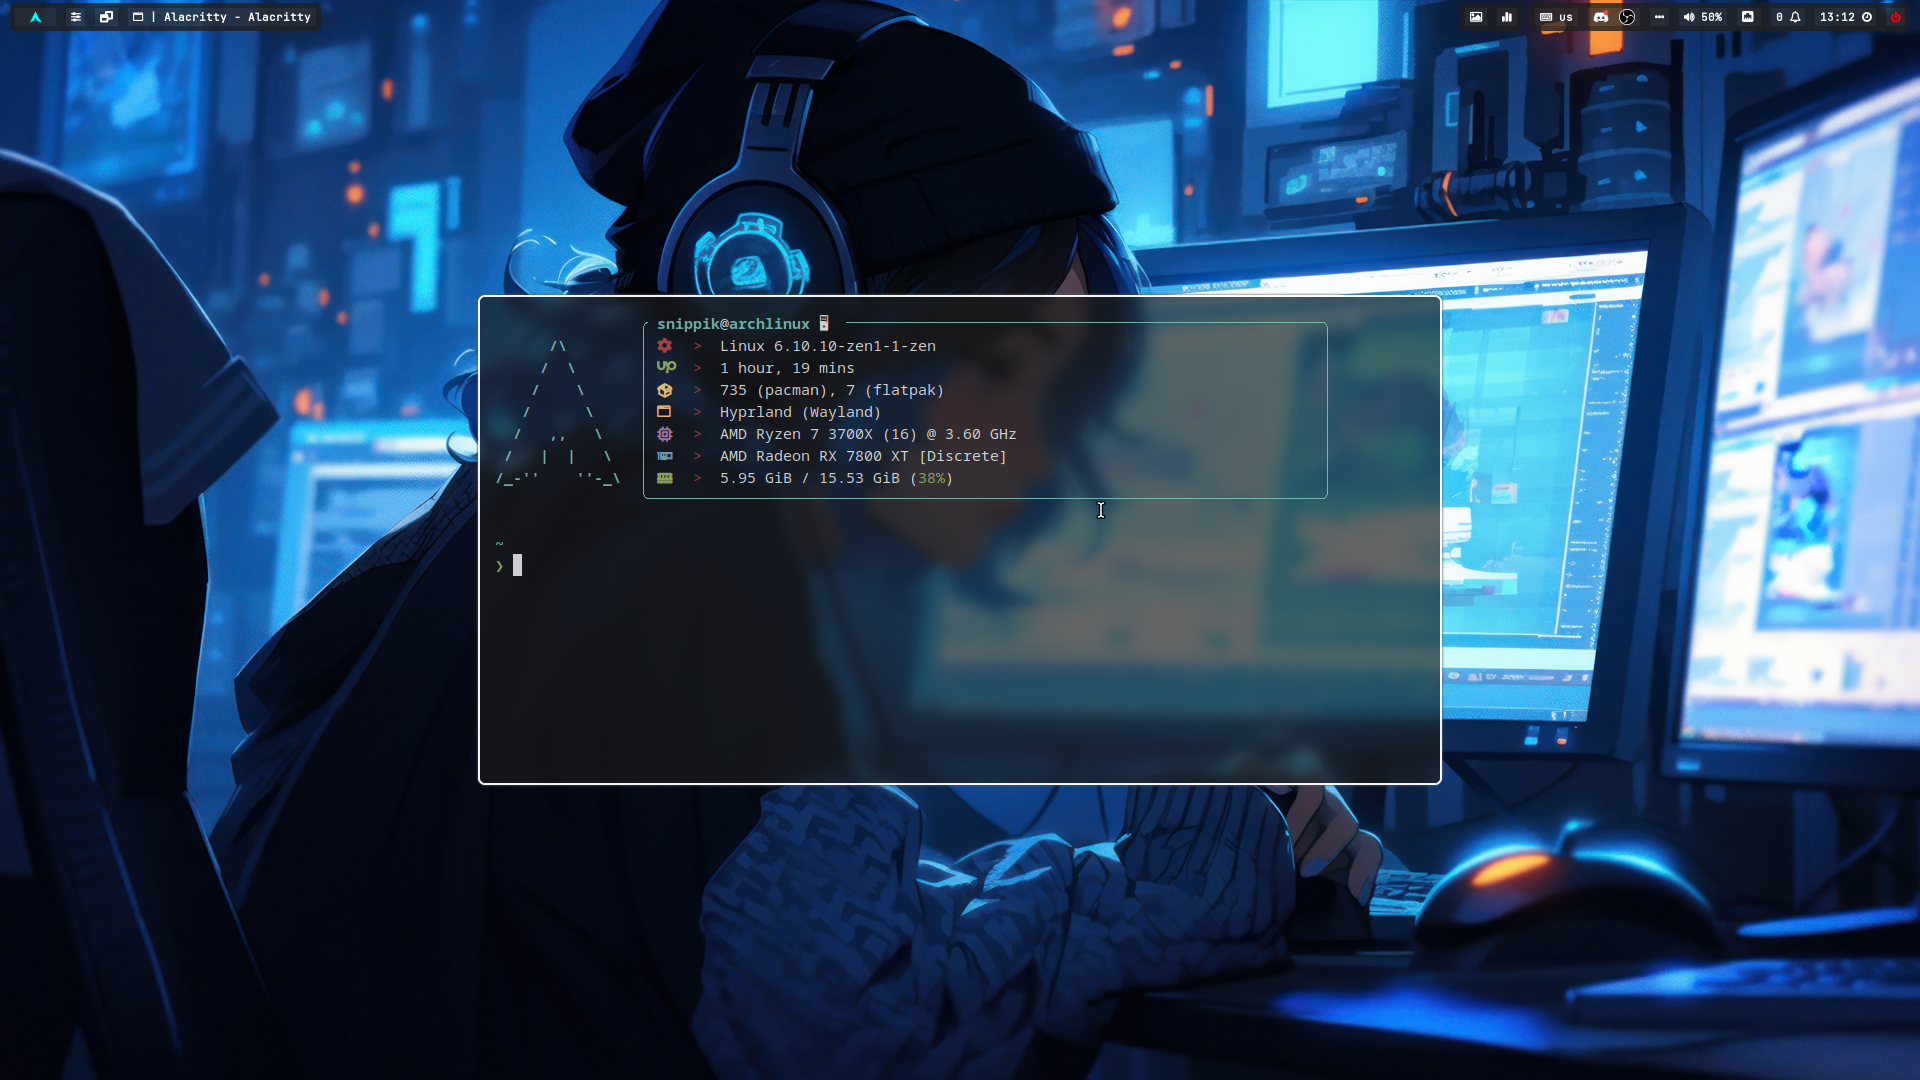 | Alacritty - Alacritty
us
50%
0
13:12
snippik@archlinux
> Linux 6.10.10-zen1-1-zen
UP > 1 hour, 19 mins
> 735 (pacman), 7 (flatpak)
> Hyprland (Wayland)
> AMD Ryzen 7 3700X (16) @ 3.60 GHz
> AMD Radeon RX 7800 XT [Discrete]
> 5.95 GiB / 15.53 GiB (38%)
~
❯